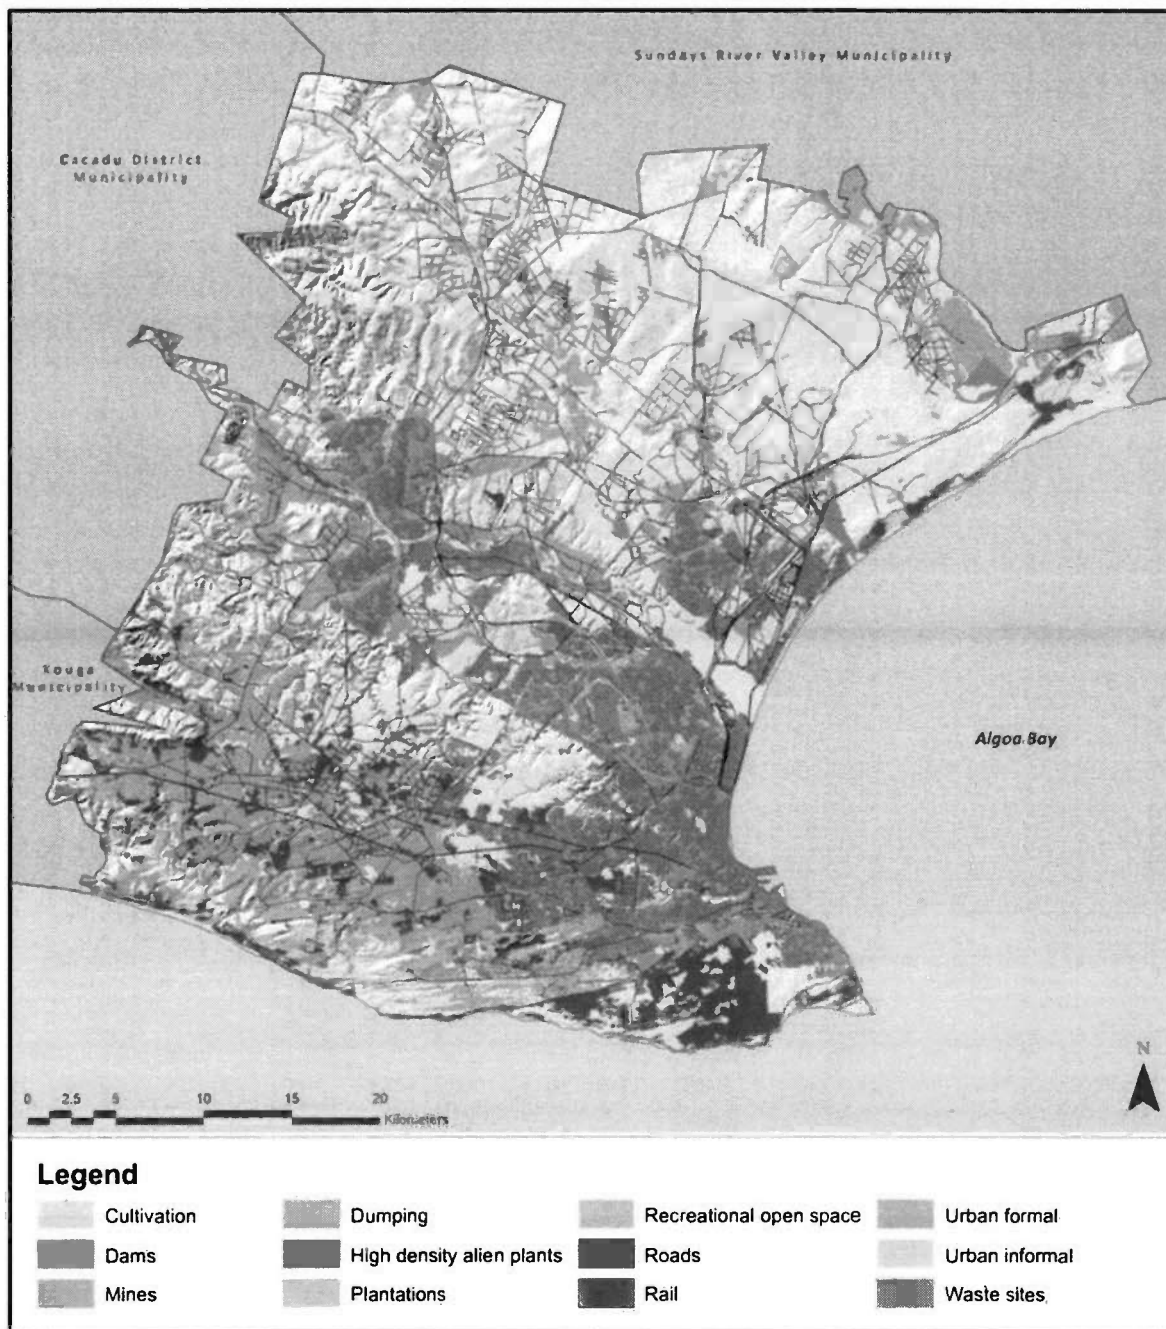 Sundays River Valley Municipality
Cacadu District
Municipality
Kouga
Municipality
Algoa Bay
N
0 2.5 5 10 15 20
Kilometers
Legend
Cultivation
Dams
Mines
Dumping
High density alien plants
Plantations
Recreational open space
Roads
Rail
Urban formal
Urban informal
Waste sites